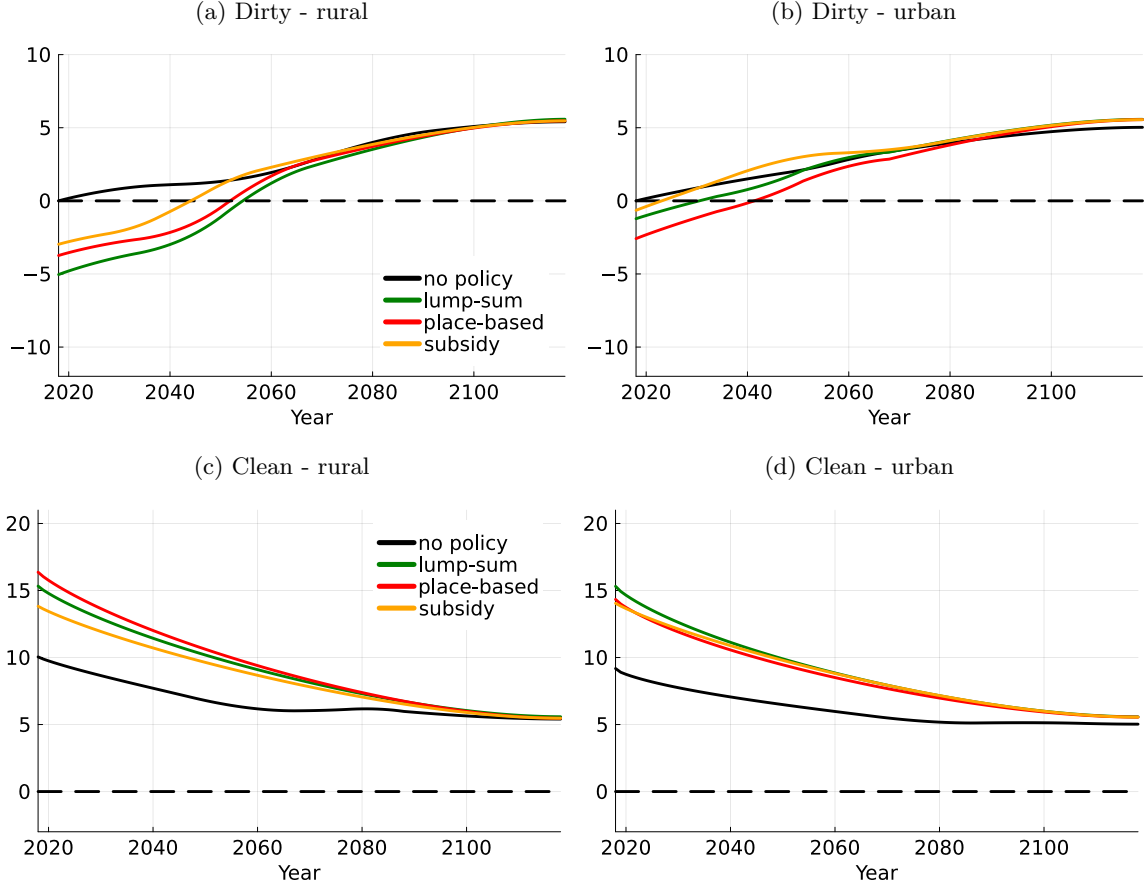 (a) Dirty - rural
10
5
0
−5
−10
no policy
lump-sum
place-based
subsidy
2020 2040 2060 2080 2100
Year
(b) Dirty - urban
10
5
0
−5
−10
2020 2040 2060 2080 2100
Year
(c) Clean - rural
20
15
10
5
0
no policy
lump-sum
place-based
subsidy
2020 2040 2060 2080 2100
Year
(d) Clean - urban
20
15
10
5
0
2020 2040 2060 2080 2100
Year